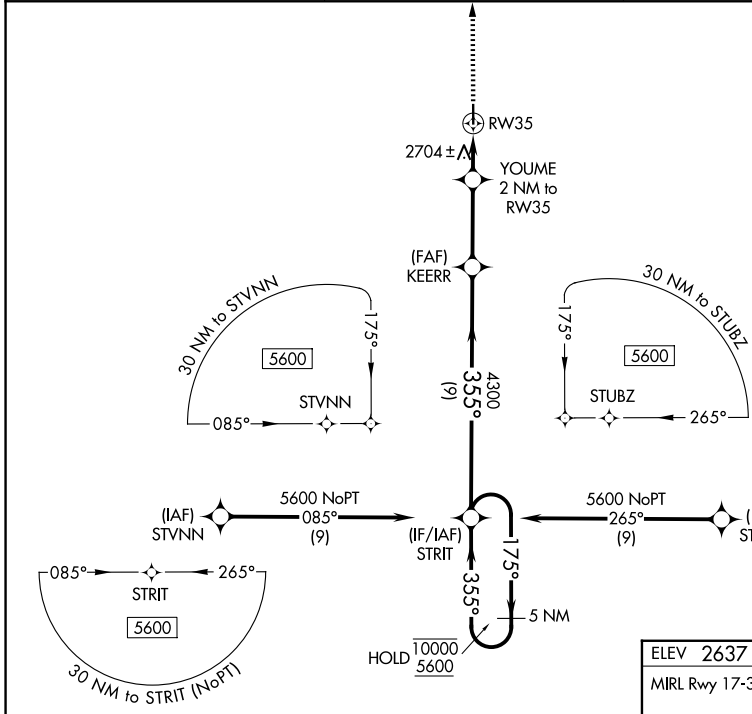 RW35
2704 ±
YOUME
2 NM to
RW35
(FAF)
KEERR
30 NM to STVNN
175°
5600
STVNN
085°
30 NM to STUBZ
175°
5600
STUBZ
265°
4300
355°
(9)
5600 NoPT
085°
(9)
(IAF)
STVNN
(IF/IAF)
STRIT
5600 NoPT
265°
(9)
(
ST
175°
355°
5 NM
HOLD 10000
5600
085°
265°
STRIT
5600
30 NM to STRIT (NoPT)
ELEV 2637
MIRL Rwy 17-3